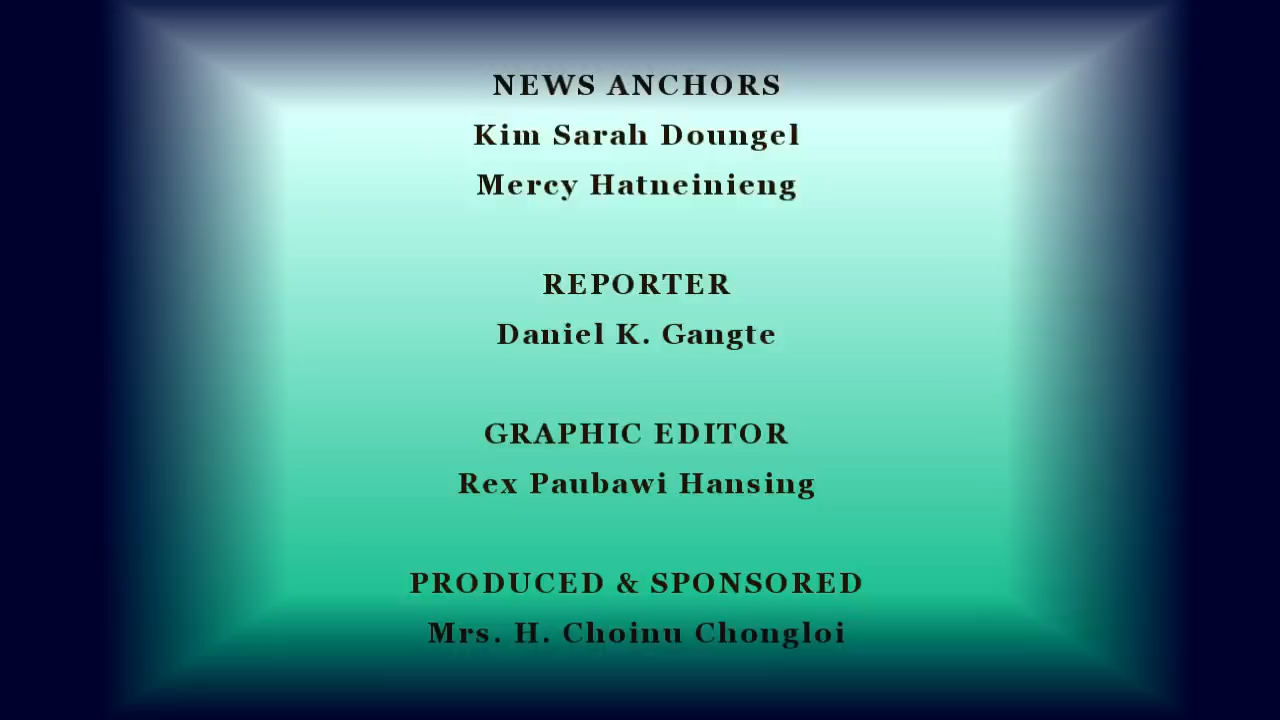 NEWS ANCHORS
Kim Sarah Doungel
Mercy Hatneinieng
REPORTER
Daniel K. Gangte
GRAPHIC EDITOR
Rex Paubawi Hansing
PRODUCED & SPONSORED
Mrs. H. Choinu Chongloi